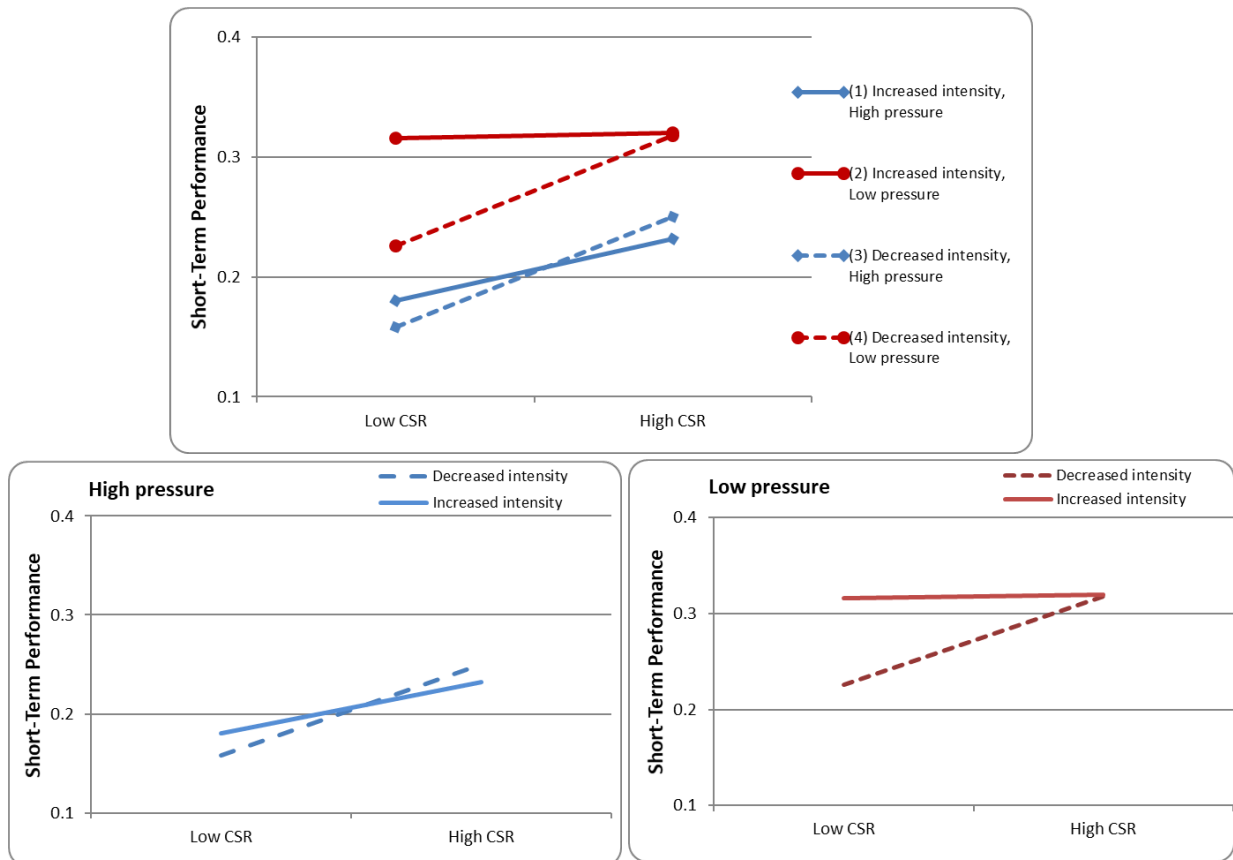 0.4
0.3
0.2
0.1
Short-Term Performance
Low CSR
High CSR
(1) Increased intensity,
High pressure
(2) Increased intensity,
Low pressure
(3) Decreased intensity,
High pressure
(4) Decreased intensity,
Low pressure
High pressure
Decreased intensity
Increased intensity
0.4
0.3
0.2
0.1
Short-Term Performance
Low CSR
High CSR
Low pressure
Decreased intensity
Increased intensity
0.4
0.3
0.2
0.1
Short-Term Performance
Low CSR
High CSR